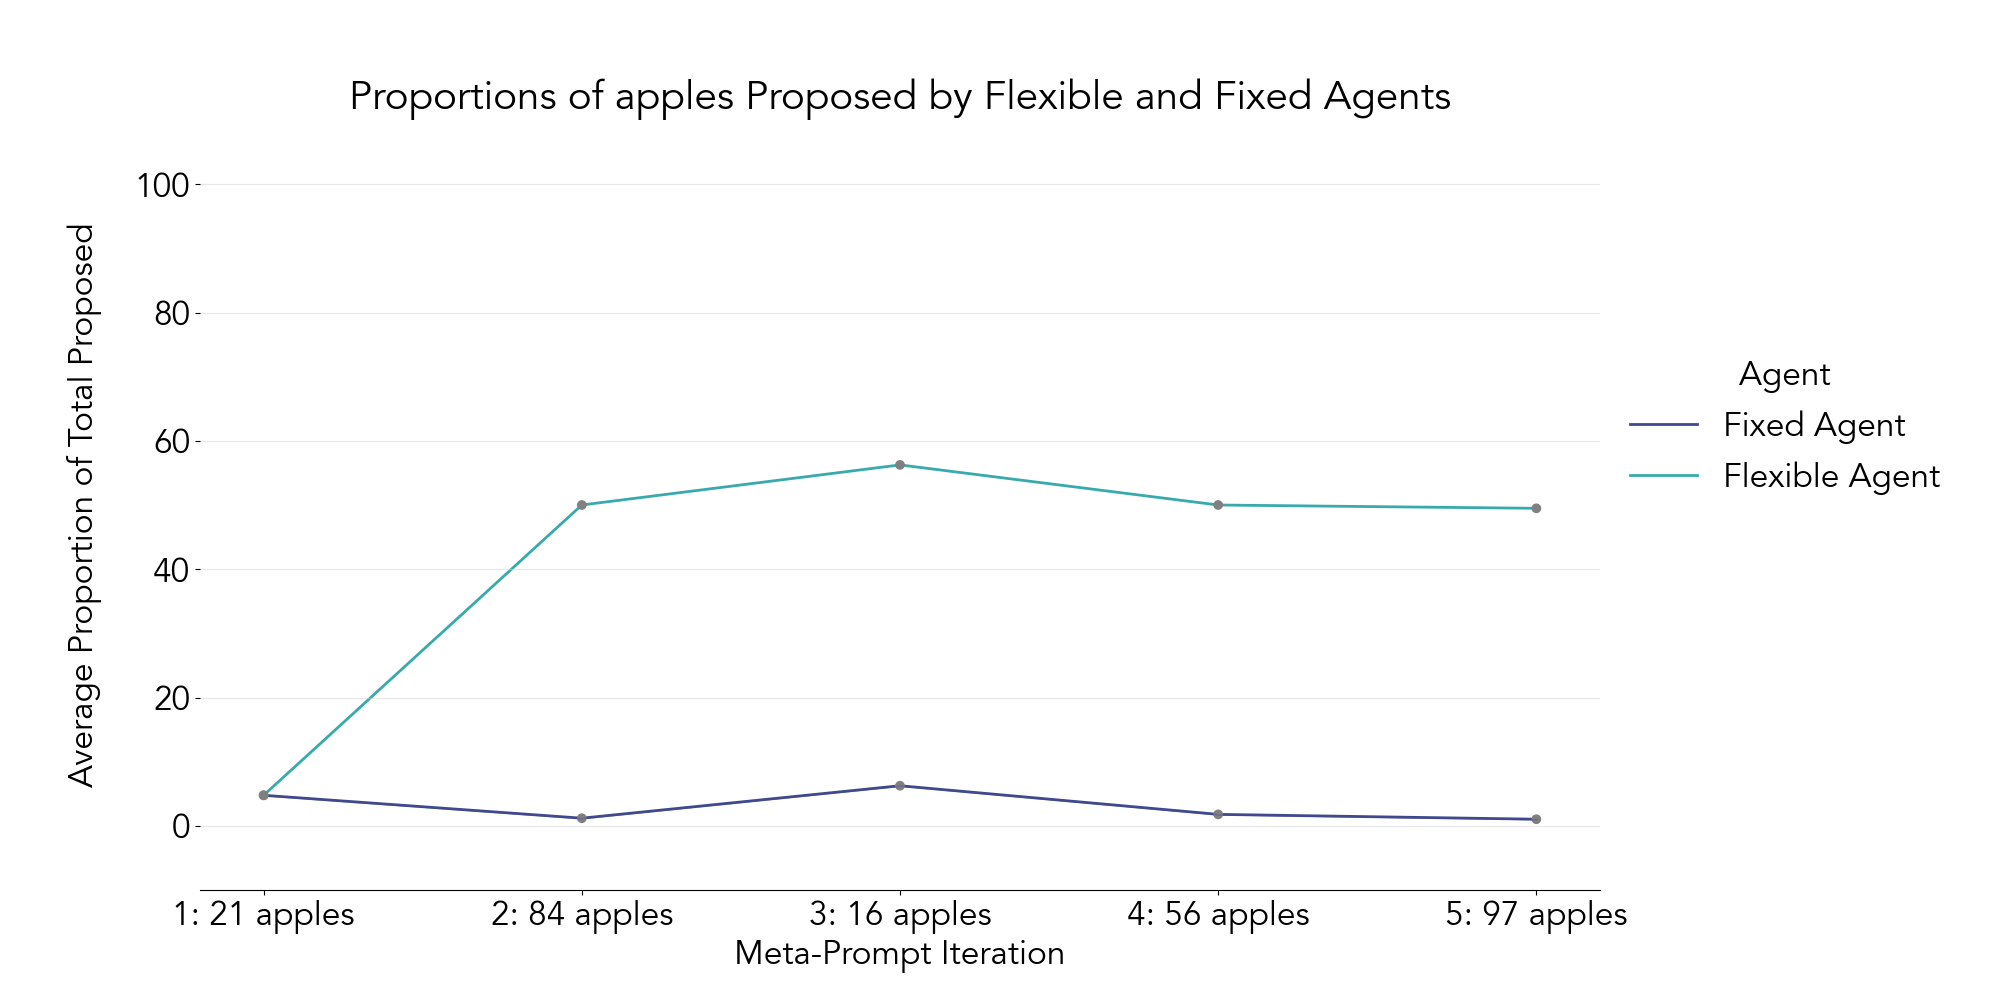 Proportions of apples Proposed by Flexible and Fixed Agents
Average Proportion of Total Proposed
100
80
60
40
20
0
1: 21 apples
2: 84 apples
3: 16 apples
4: 56 apples
5: 97 apples
Meta-Prompt Iteration
Agent
Fixed Agent
Flexible Agent